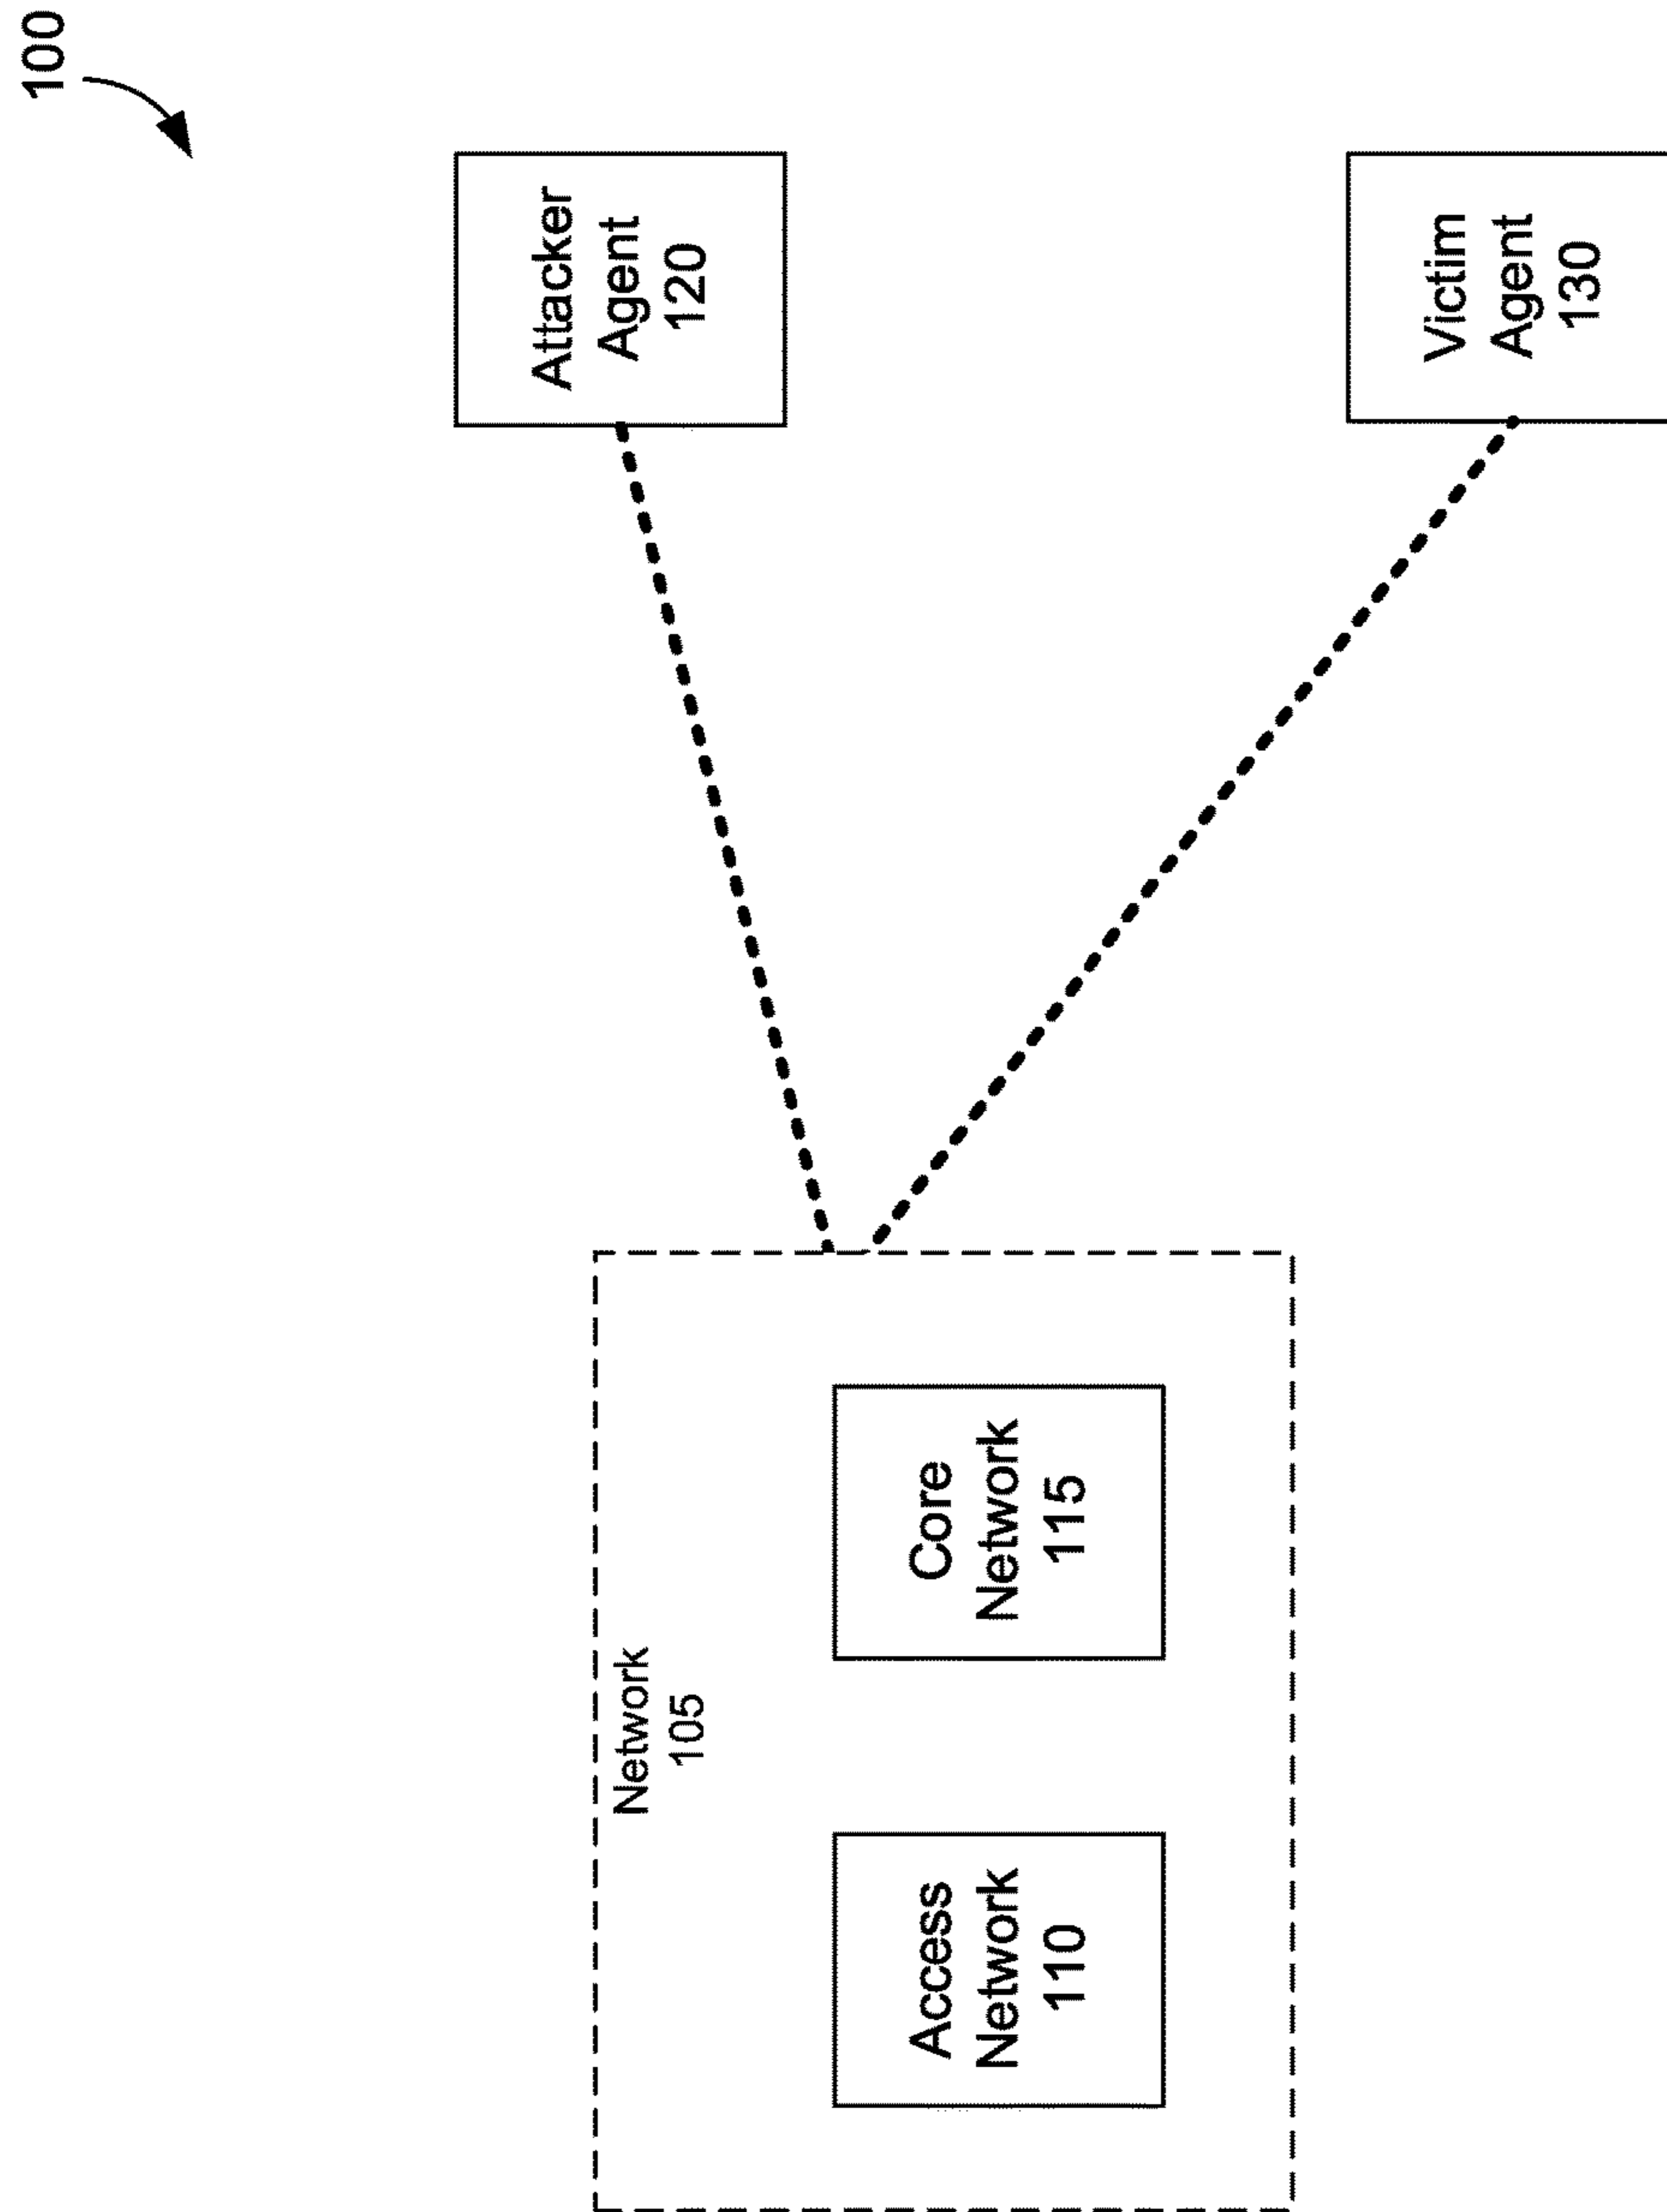 100
Network
105
Access
Network
110
Core
Network
115
Attacker
Agent
120
Victim
Agent
130